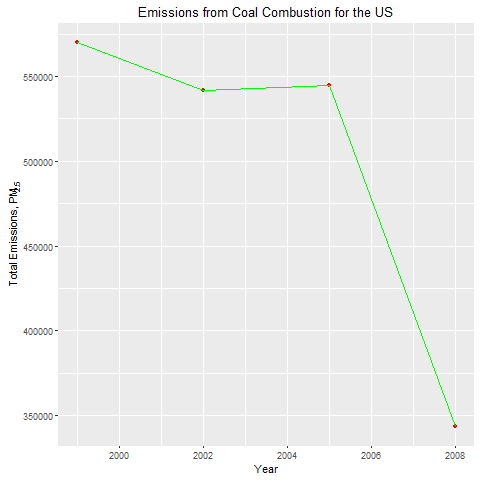 Emissions from Coal Combustion for the US
550000
500000
450000
400000
350000
Total Emissions, PM2.5
2000 2002 2004 2006 2008
Year